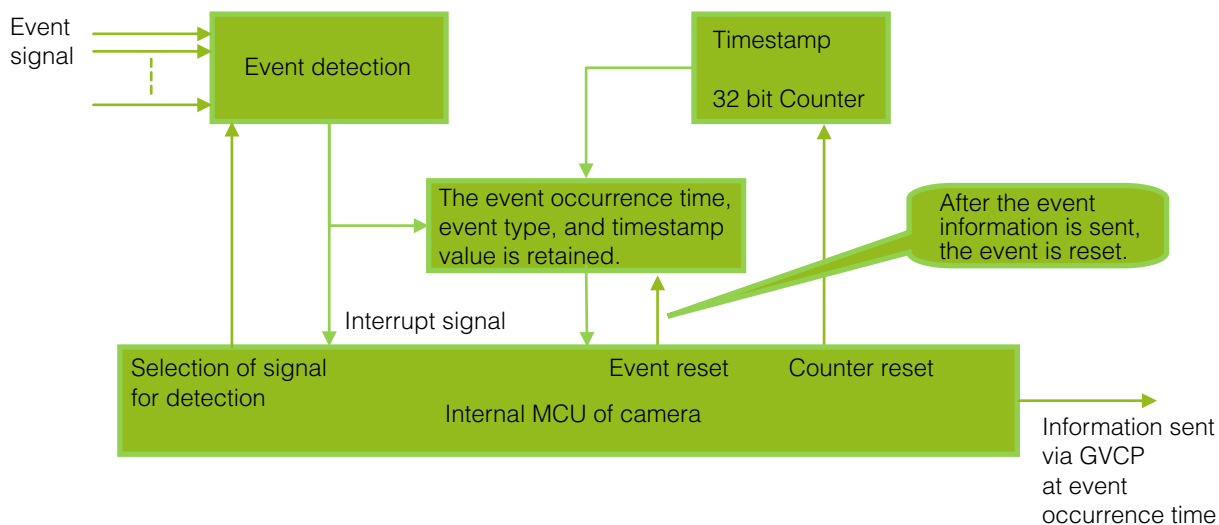 Event
signal
Event detection
Timestamp
32 bit Counter
The event occurrence time,
event type, and timestamp
value is retained.
After the event
information is sent,
the event is reset.
Interrupt signal
Selection of signal
for detection
Event reset
Counter reset
Internal MCU of camera
Information sent
via GVCP
at event
occurrence time